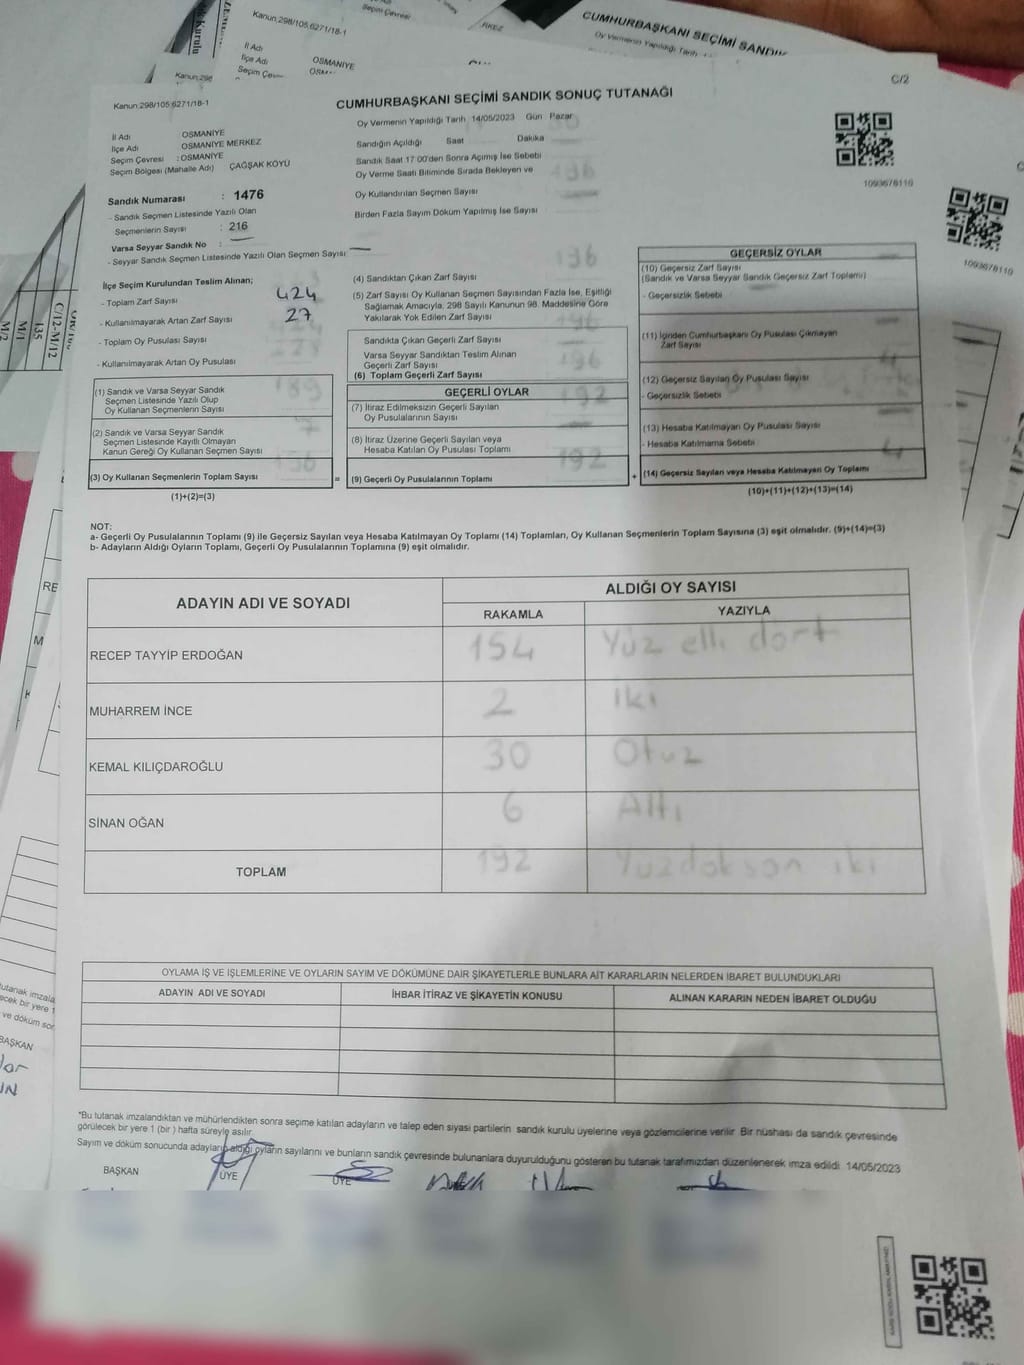 Kanun;298/105;6271/18-1
İl Adı
İlçe Adı
OSMANİYE
CUMHURBAŞKANI SEÇİMİ SANDIK
Oy Vermenin Yapıldığı Tarih
Kanun;298/105;6271/18-1
C/2
CUMHURBAŞKANI SEÇİMİ SANDIK SONUÇ TUTANAĞI
İl Adı OSMANİYE
İlçe Adı OSMANİYE MERKEZ
Seçim Çevresi : OSMANİYE
Seçim Bölgesi (Mahalle Adı) ÇAĞŞAK KÖYÜ
Sandık Numarası : 1476
- Sandık Seçmen Listesinde Yazılı Olan
Seçmenlerin Sayısı : 216
Varsa Seyyar Sandık No :
- Seyyar Sandık Seçmen Listesinde Yazılı Olan Seçmen Sayısı
Oy Vermenin Yapıldığı Tarih 14/05/2023 Gün Pazar
Sandığın Açıldığı Saat Dakika
Sandık Saat 17 00'den Sonra Açımış İse Sebebi
Oy Verme Saati Bitiminde Sırada Bekleyen ve
Oy Kullandırılan Seçmen Sayısı
Birden Fazla Sayım Döküm Yapılmış İse Sayısı
1093678110
1093678110
İlçe Seçim Kurulundan Teslim Alınan;
- Toplam Zarf Sayısı 424
- Kullanılmayarak Artan Zarf Sayısı 27
- Toplam Oy Pusulası Sayısı
- Kullanılmayarak Artan Oy Pusulası
(1) Sandık ve Varsa Seyyar Sandık
Seçmen Listesinde Yazılı Olup
Oy Kullanan Seçmenlerin Sayısı 189
(2) Sandık ve Varsa Seyyar Sandık
Seçmen Listesinde Kayıtlı Olmayan
Kanun Gereği Oy Kullanan Seçmen Sayısı 7
(3) Oy Kullanan Seçmenlerin Toplam Sayısı 196
(1)+(2)=(3)
(4) Sandıktan Çıkan Zarf Sayısı 196
(5) Zarf Sayısı Oy Kullanan Seçmen Sayısından Fazla İse, Eşitliği
Sağlamak Amacıyla, 298 Sayılı Kanunun 98. Maddesine Göre
Yakılarak Yok Edilen Zarf Sayısı
Sandıkta Çıkan Geçerli Zarf Sayısı 196
Varsa Seyyar Sandıktan Teslim Alınan
Geçerli Zarf Sayısı
(6) Toplam Geçerli Zarf Sayısı 196
GEÇERLİ OYLAR
(7) İtiraz Edilmeksizin Geçerli Sayılan
Oy Pusulalarının Sayısı 192
(8) İtiraz Üzerine Geçerli Sayılan veya
Hesaba Katılan Oy Pusulası Toplamı
= (9) Geçerli Oy Pusulalarının Toplamı 192
GEÇERSİZ OYLAR
(10) Geçersiz Zarf Sayısı
(Sandık ve Varsa Seyyar Sandık Geçersiz Zarf Toplamı)
- Geçersizlik Sebebi
(11) İçinden Cumhurbaşkanı Oy Pusulası Çıkmayan
Zarf Sayısı
(12) Geçersiz Sayılan Oy Pusulası Sayısı 4
- Geçersizlik Sebebi
(13) Hesaba Katılmayan Oy Pusulası Sayısı
- Hesaba Katılmama Sebebi
+ (14) Geçersiz Sayılan veya Hesaba Katılmayan Oy Toplamı 4
(10)+(11)+(12)+(13)=(14)
NOT:
a- Geçerli Oy Pusulalarının Toplamı (9) ile Geçersiz Sayılan veya Hesaba Katılmayan Oy Toplamı (14) Toplamları, Oy Kullanan Seçmenlerin Toplam Sayısına (3) eşit olmalıdır. (9)+(14)=(3)
b- Adayların Aldığı Oyların Toplamı, Geçerli Oy Pusulalarının Toplamına (9) eşit olmalıdır.
ADAYIN ADI VE SOYADI ALDIĞI OY SAYISI
RAKAMLA YAZIYLA
RECEP TAYYİP ERDOĞAN 154 Yüz elli dört
MUHARREM İNCE 2 iki
KEMAL KILIÇDAROĞLU 30 Otuz
SİNAN OĞAN 6 Altı
TOPLAM 192 Yüzdoksan iki
OYLAMA İŞ VE İŞLEMLERİNE VE OYLARIN SAYIM VE DÖKÜMÜNE DAİR ŞİKAYETLERLE BUNLARA AİT KARARLARIN NELERDEN İBARET BULUNDUKLARI
ADAYIN ADI VE SOYADI İHBAR İTİRAZ VE ŞİKAYETİN KONUSU ALINAN KARARIN NEDEN İBARET OLDUĞU
*Bu tutanak imzalandıktan ve mühürlendikten sonra seçime katılan adayların ve talep eden siyasi partilerin sandık kurulu üyelerine veya gözlemcilerine verilir. Bir nüshası da sandık çevresinde
görülecek bir yere 1 (bir ) hafta süreyle asılır.
Sayım ve döküm sonucunda adayların aldığı oyların sayılarını ve bunların sandık çevresinde bulunanlara duyurulduğunu gösteren bu tutanak tarafımızdan düzenlenerek imza edildi. 14/05/2023
BAŞKAN ÜYE ÜYE